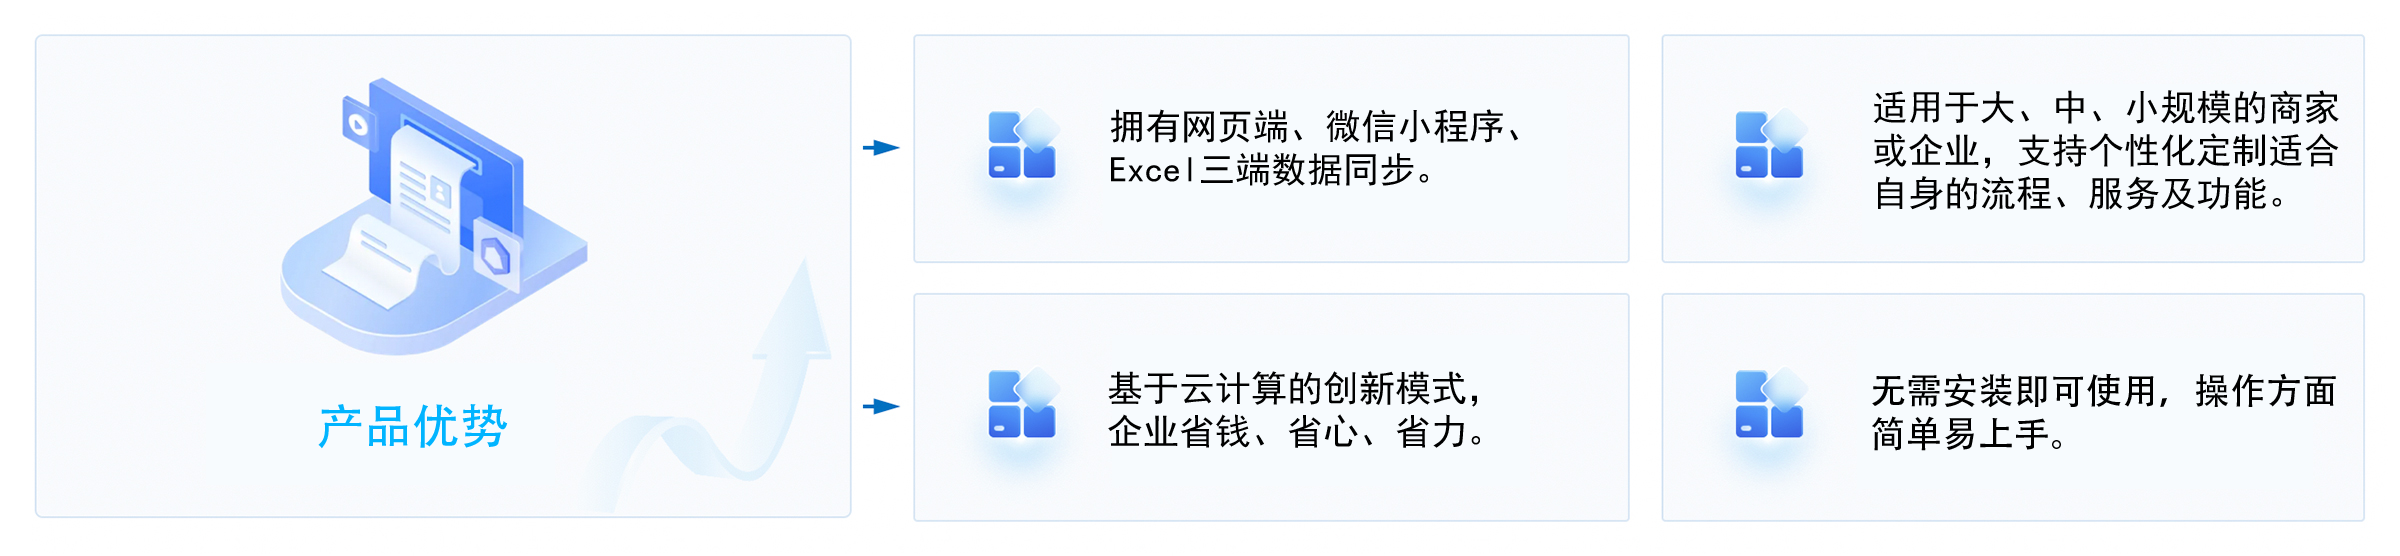 产品优势
拥有网页端、微信小程序、
Excel三端数据同步。
适用于大、中、小规模的商家
或企业，支持个性化定制适合
自身的流程、服务及功能。
基于云计算的创新模式，
企业省钱、省心、省力。
无需安装即可使用，操作方面
简单易上手。